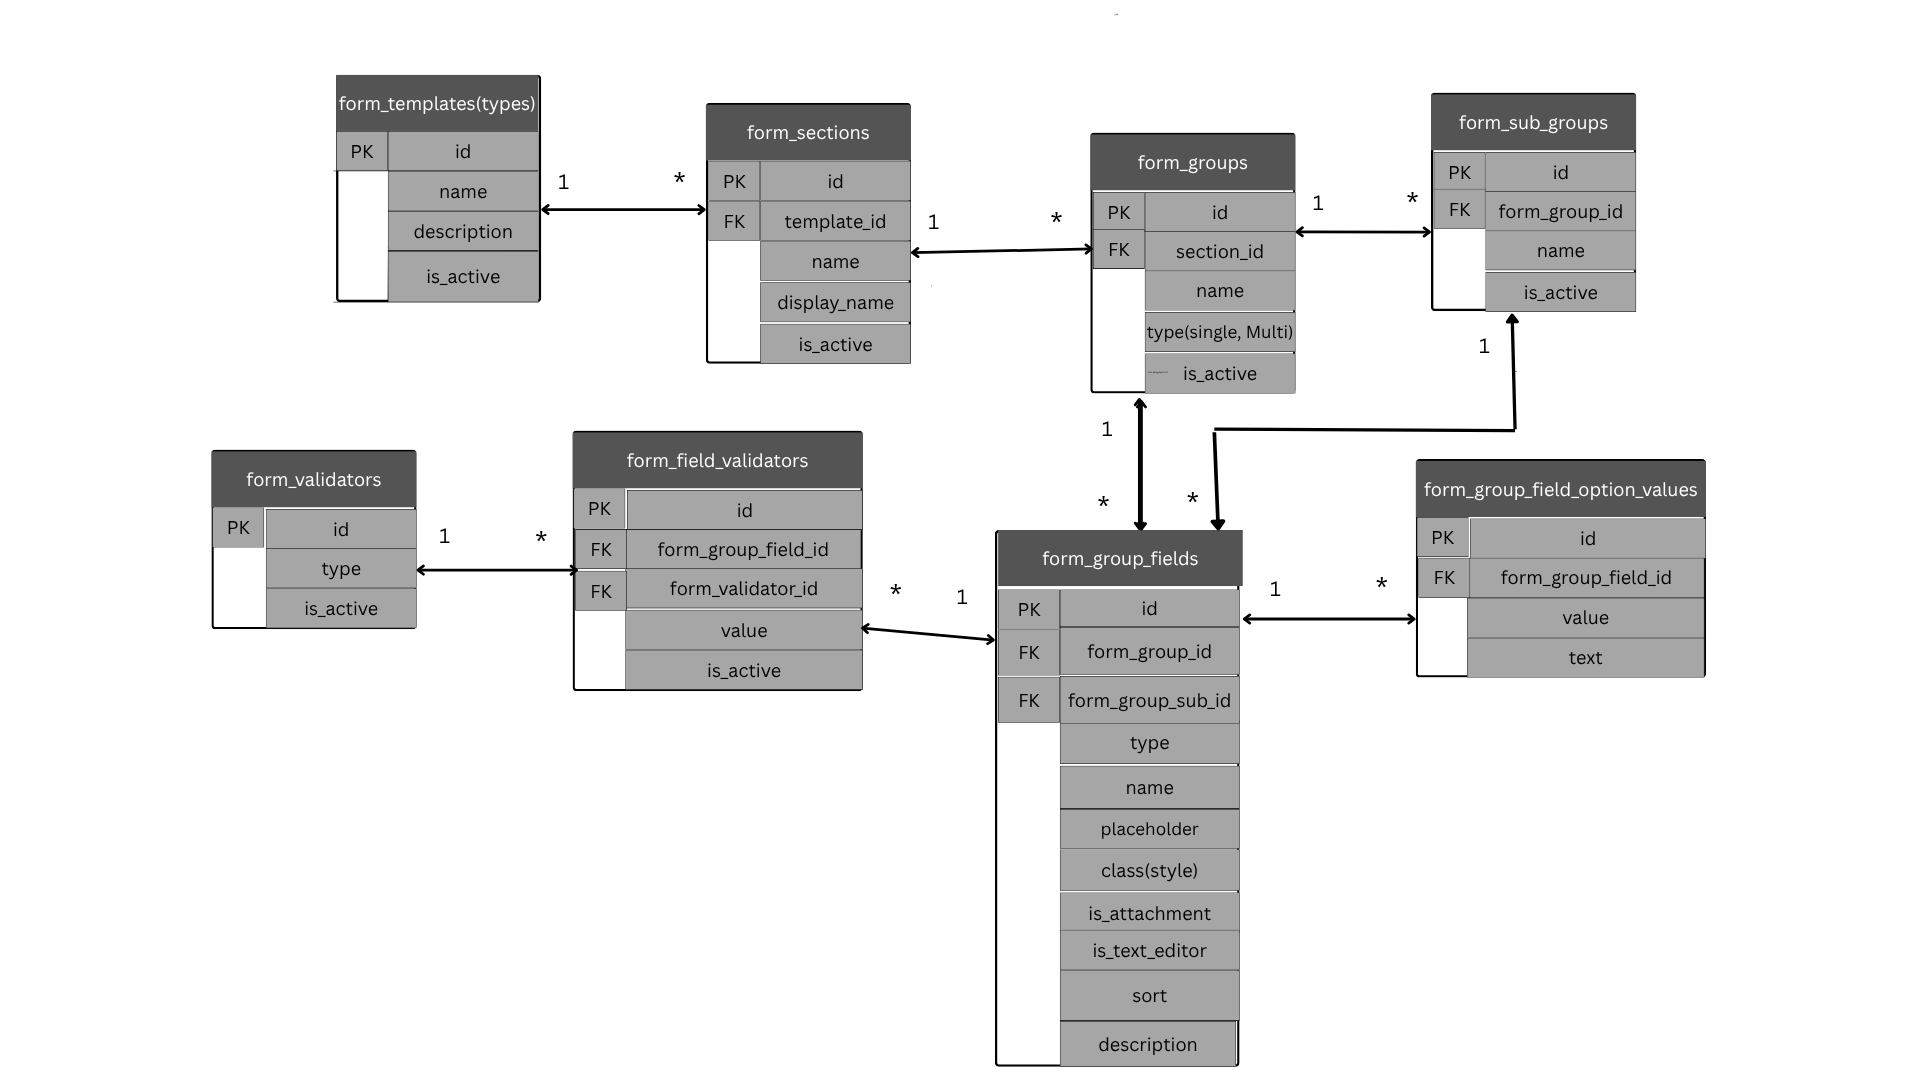 form_templates(types)
PK id
name
description
is_active
1 *
form_sections
PK id
FK template_id
name
display_name
is_active
1 *
form_groups
PK id
FK section_id
name
type(single, Multi)
is_active
1 *
form_sub_groups
PK id
FK form_group_id
name
is_active
1
*
1
*
form_validators
PK id
type
is_active
1 *
form_field_validators
PK id
FK form_group_field_id
FK form_validator_id
value
is_active
* 1
form_group_fields
PK id
FK form_group_id
FK form_group_sub_id
type
name
placeholder
class(style)
is_attachment
is_text_editor
sort
description
1 *
form_group_field_option_values
PK id
FK form_group_field_id
value
text